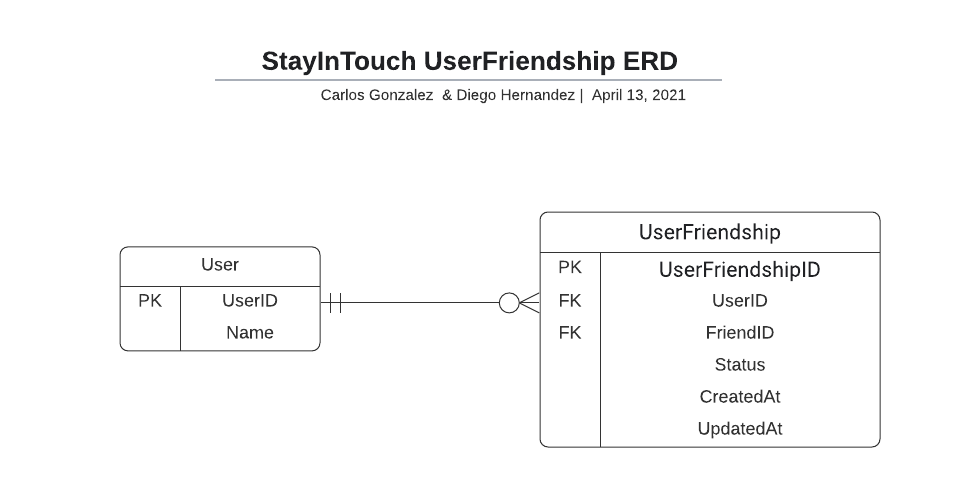 StayInTouch UserFriendship ERD
Carlos Gonzalez & Diego Hernandez | April 13, 2021
User
PK UserID
Name
UserFriendship
PK UserFriendshipID
FK UserID
FK FriendID
Status
CreatedAt
UpdatedAt